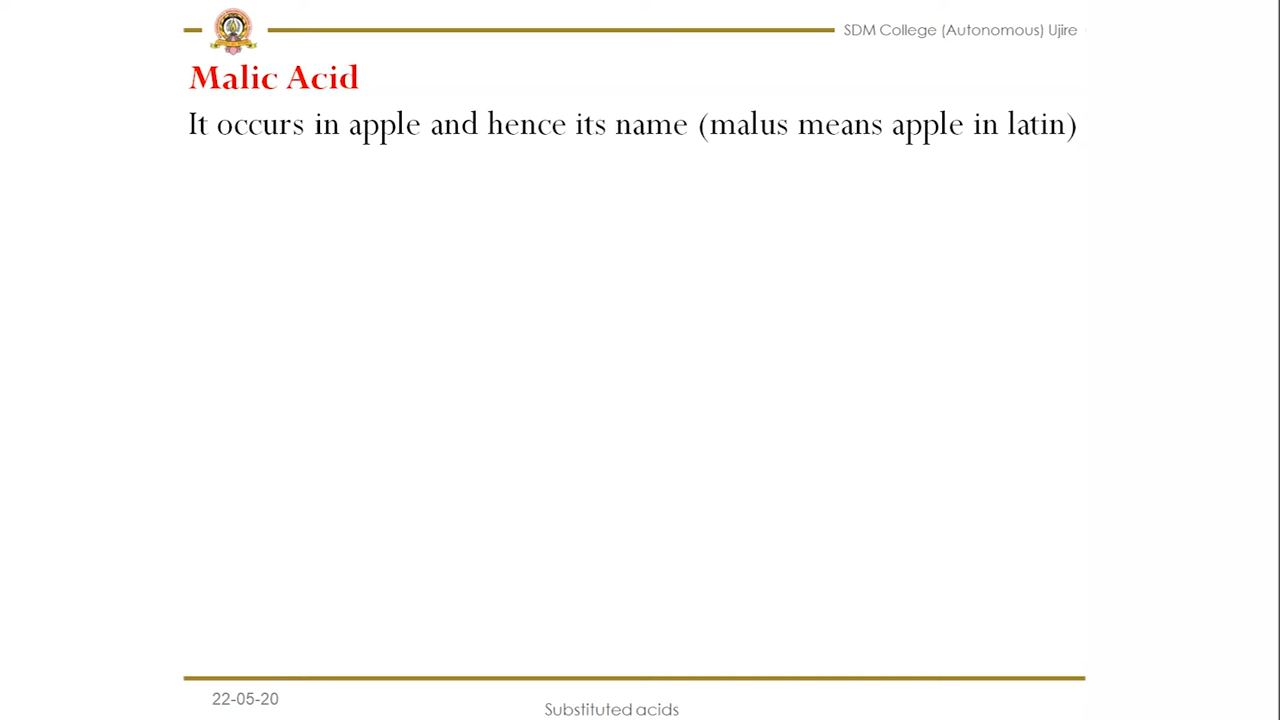 SDM College (Autonomous) Ujire
Malic Acid
It occurs in apple and hence its name (malus means apple in latin)
22-05-20
Substituted acids